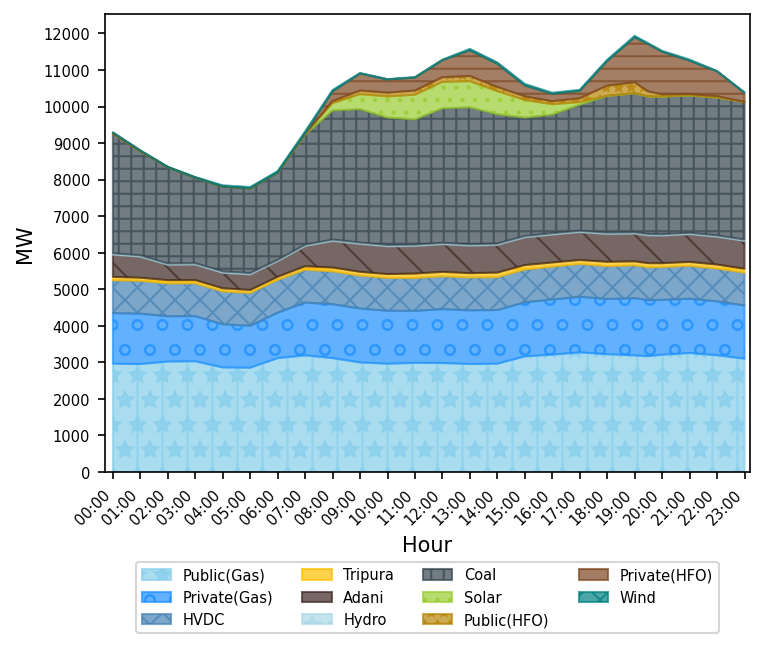 12000
11000
10000
9000
8000
7000
6000
5000
4000
3000
2000
1000
0
MW
00:00 01:00 02:00 03:00 04:00 05:00 06:00 07:00 08:00 09:00 10:00 11:00 12:00 13:00 14:00 15:00 16:00 17:00 18:00 19:00 20:00 21:00 22:00 23:00
Hour
Public(Gas) Tripura Coal Private(HFO)
Private(Gas) Adani Solar Wind
HVDC Hydro Public(HFO)